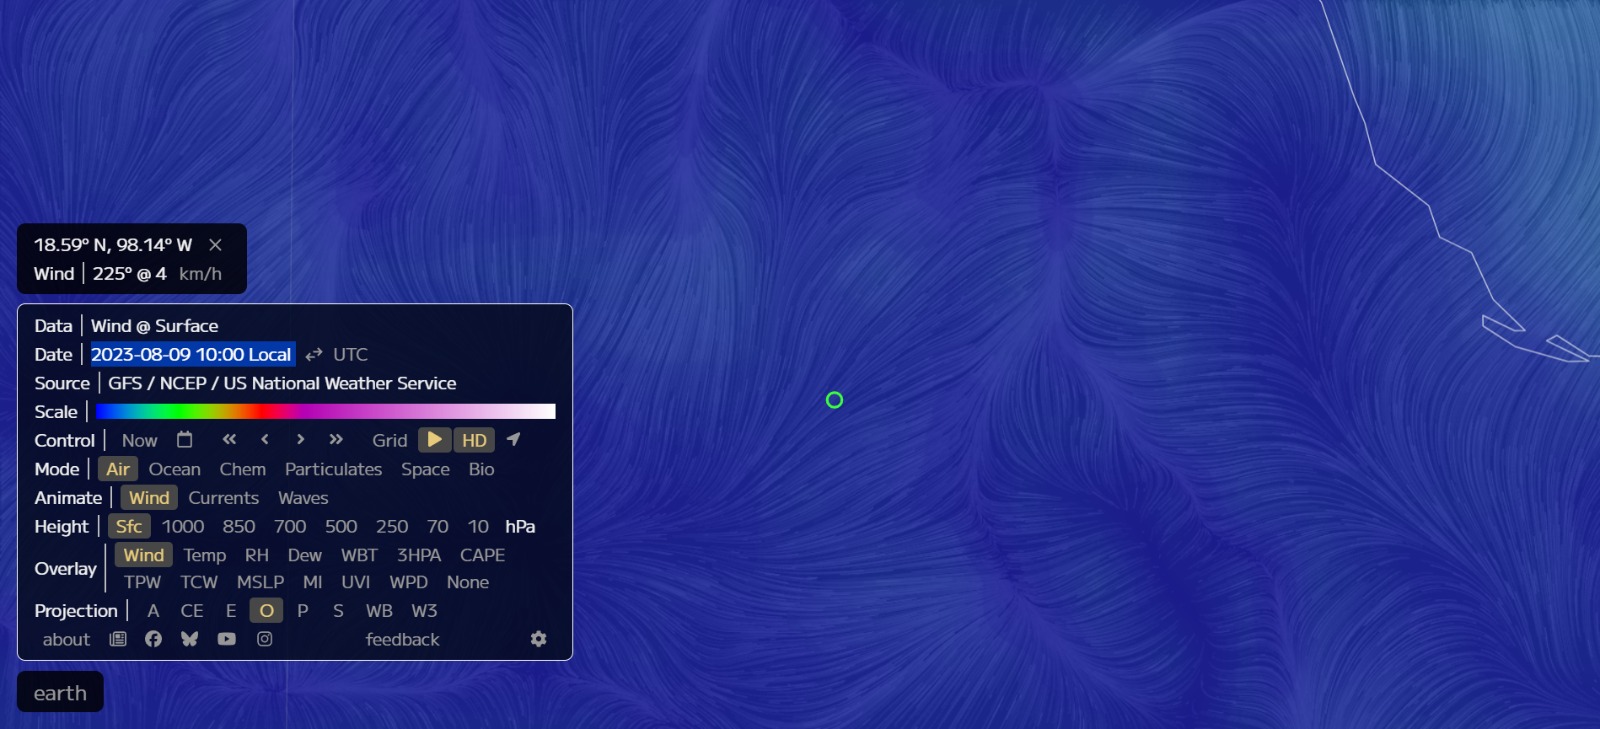 18.59° N, 98.14° W ×
Wind | 225° @ 4 km/h
Data | Wind @ Surface
Date | 2023-08-09 10:00 Local ⇄ UTC
Source | GFS / NCEP / US National Weather Service
Scale |
Control | Now « ‹ › » Grid HD
Mode | Air Ocean Chem Particulates Space Bio
Animate | Wind Currents Waves
Height | Sfc 1000 850 700 500 250 70 10 hPa
Overlay | Wind Temp RH Dew WBT 3HPA CAPE
TPW TCW MSLP MI UVI WPD None
Projection | A CE E O P S WB W3
about feedback
earth